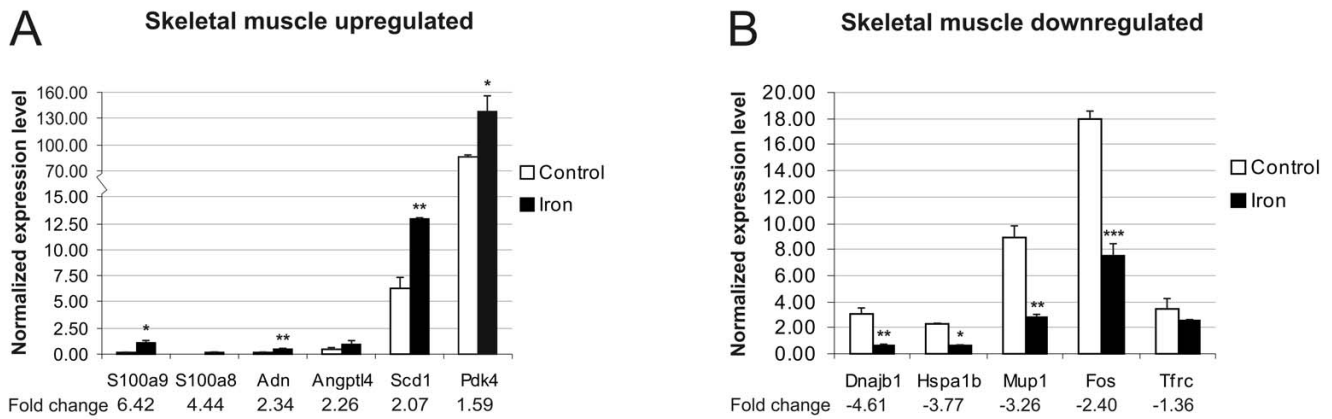 A
Skeletal muscle upregulated
Normalized expression level
160.00
130.00
100.00
70.00
15.00
12.50
10.00
7.50
5.00
2.50
0.00
*
**
**
*
Control
Iron
S100a9 S100a8 Adn Angptl4 Scd1 Pdk4
Fold change 6.42 4.44 2.34 2.26 2.07 1.59
B
Skeletal muscle downregulated
Normalized expression level
20.00
18.00
16.00
14.00
12.00
10.00
8.00
6.00
4.00
2.00
0.00
**
*
**
***
Control
Iron
Dnajb1 Hspa1b Mup1 Fos Tfrc
Fold change -4.61 -3.77 -3.26 -2.40 -1.36